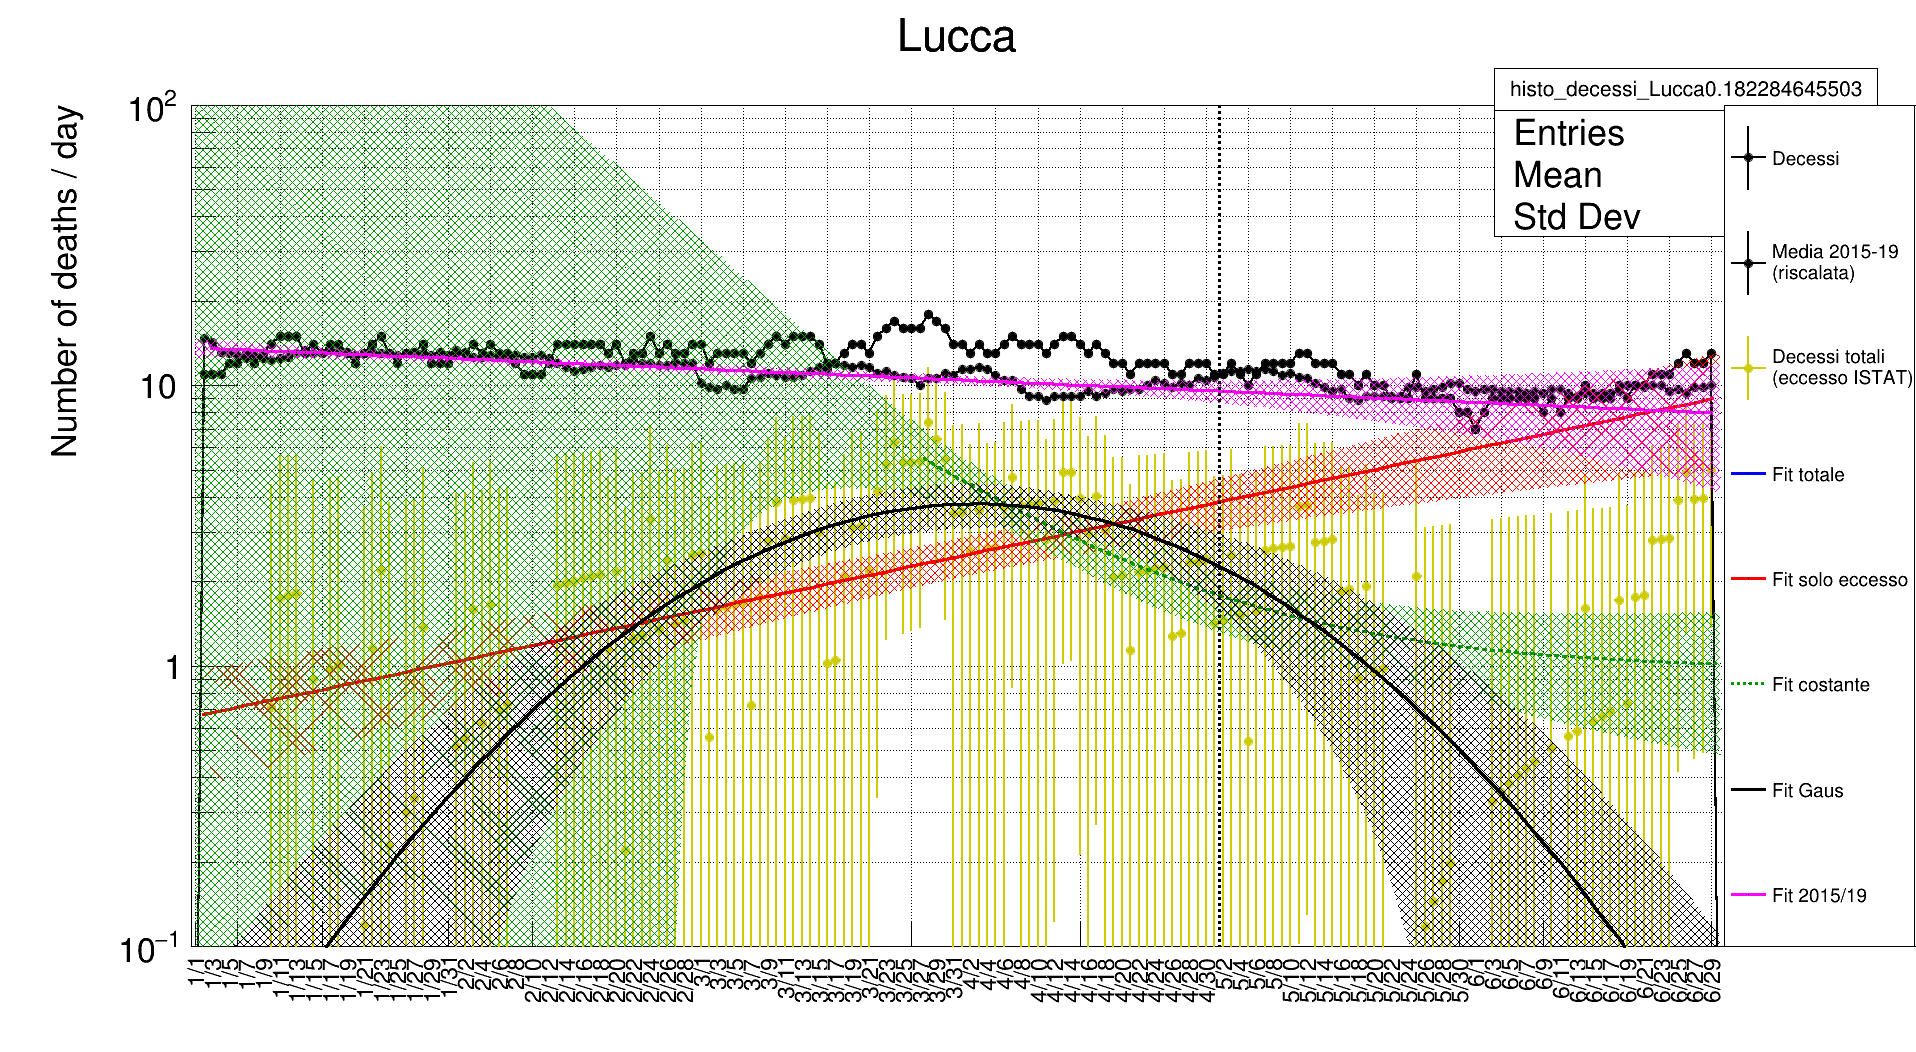 Lucca
histo_decessi_Lucca0.182284645503
Entries
Mean
Std Dev
Number of deaths / day
10²
10
1
10⁻¹
Decessi
Media 2015-19
(riscalata)
Decessi totali
(eccesso ISTAT)
Fit totale
Fit solo eccesso
Fit costante
Fit Gaus
Fit 2015/19
1/1 1/3 1/5 1/7 1/9 1/11 1/13 1/15 1/17 1/19 1/21 1/23 1/25 1/27 1/29 1/31 2/2 2/4 2/6 2/8 2/10 2/12 2/14 2/16 2/18 2/20 2/22 2/24 2/26 2/28 3/1 3/3 3/5 3/7 3/9 3/11 3/13 3/15 3/17 3/19 3/21 3/23 3/25 3/27 3/29 3/31 4/2 4/4 4/6 4/8 4/10 4/12 4/14 4/16 4/18 4/20 4/22 4/24 4/26 4/28 4/30 5/2 5/4 5/6 5/8 5/10 5/12 5/14 5/16 5/18 5/20 5/22 5/24 5/26 5/28 5/30 6/1 6/3 6/5 6/7 6/9 6/11 6/13 6/15 6/17 6/19 6/21 6/23 6/25 6/27 6/29